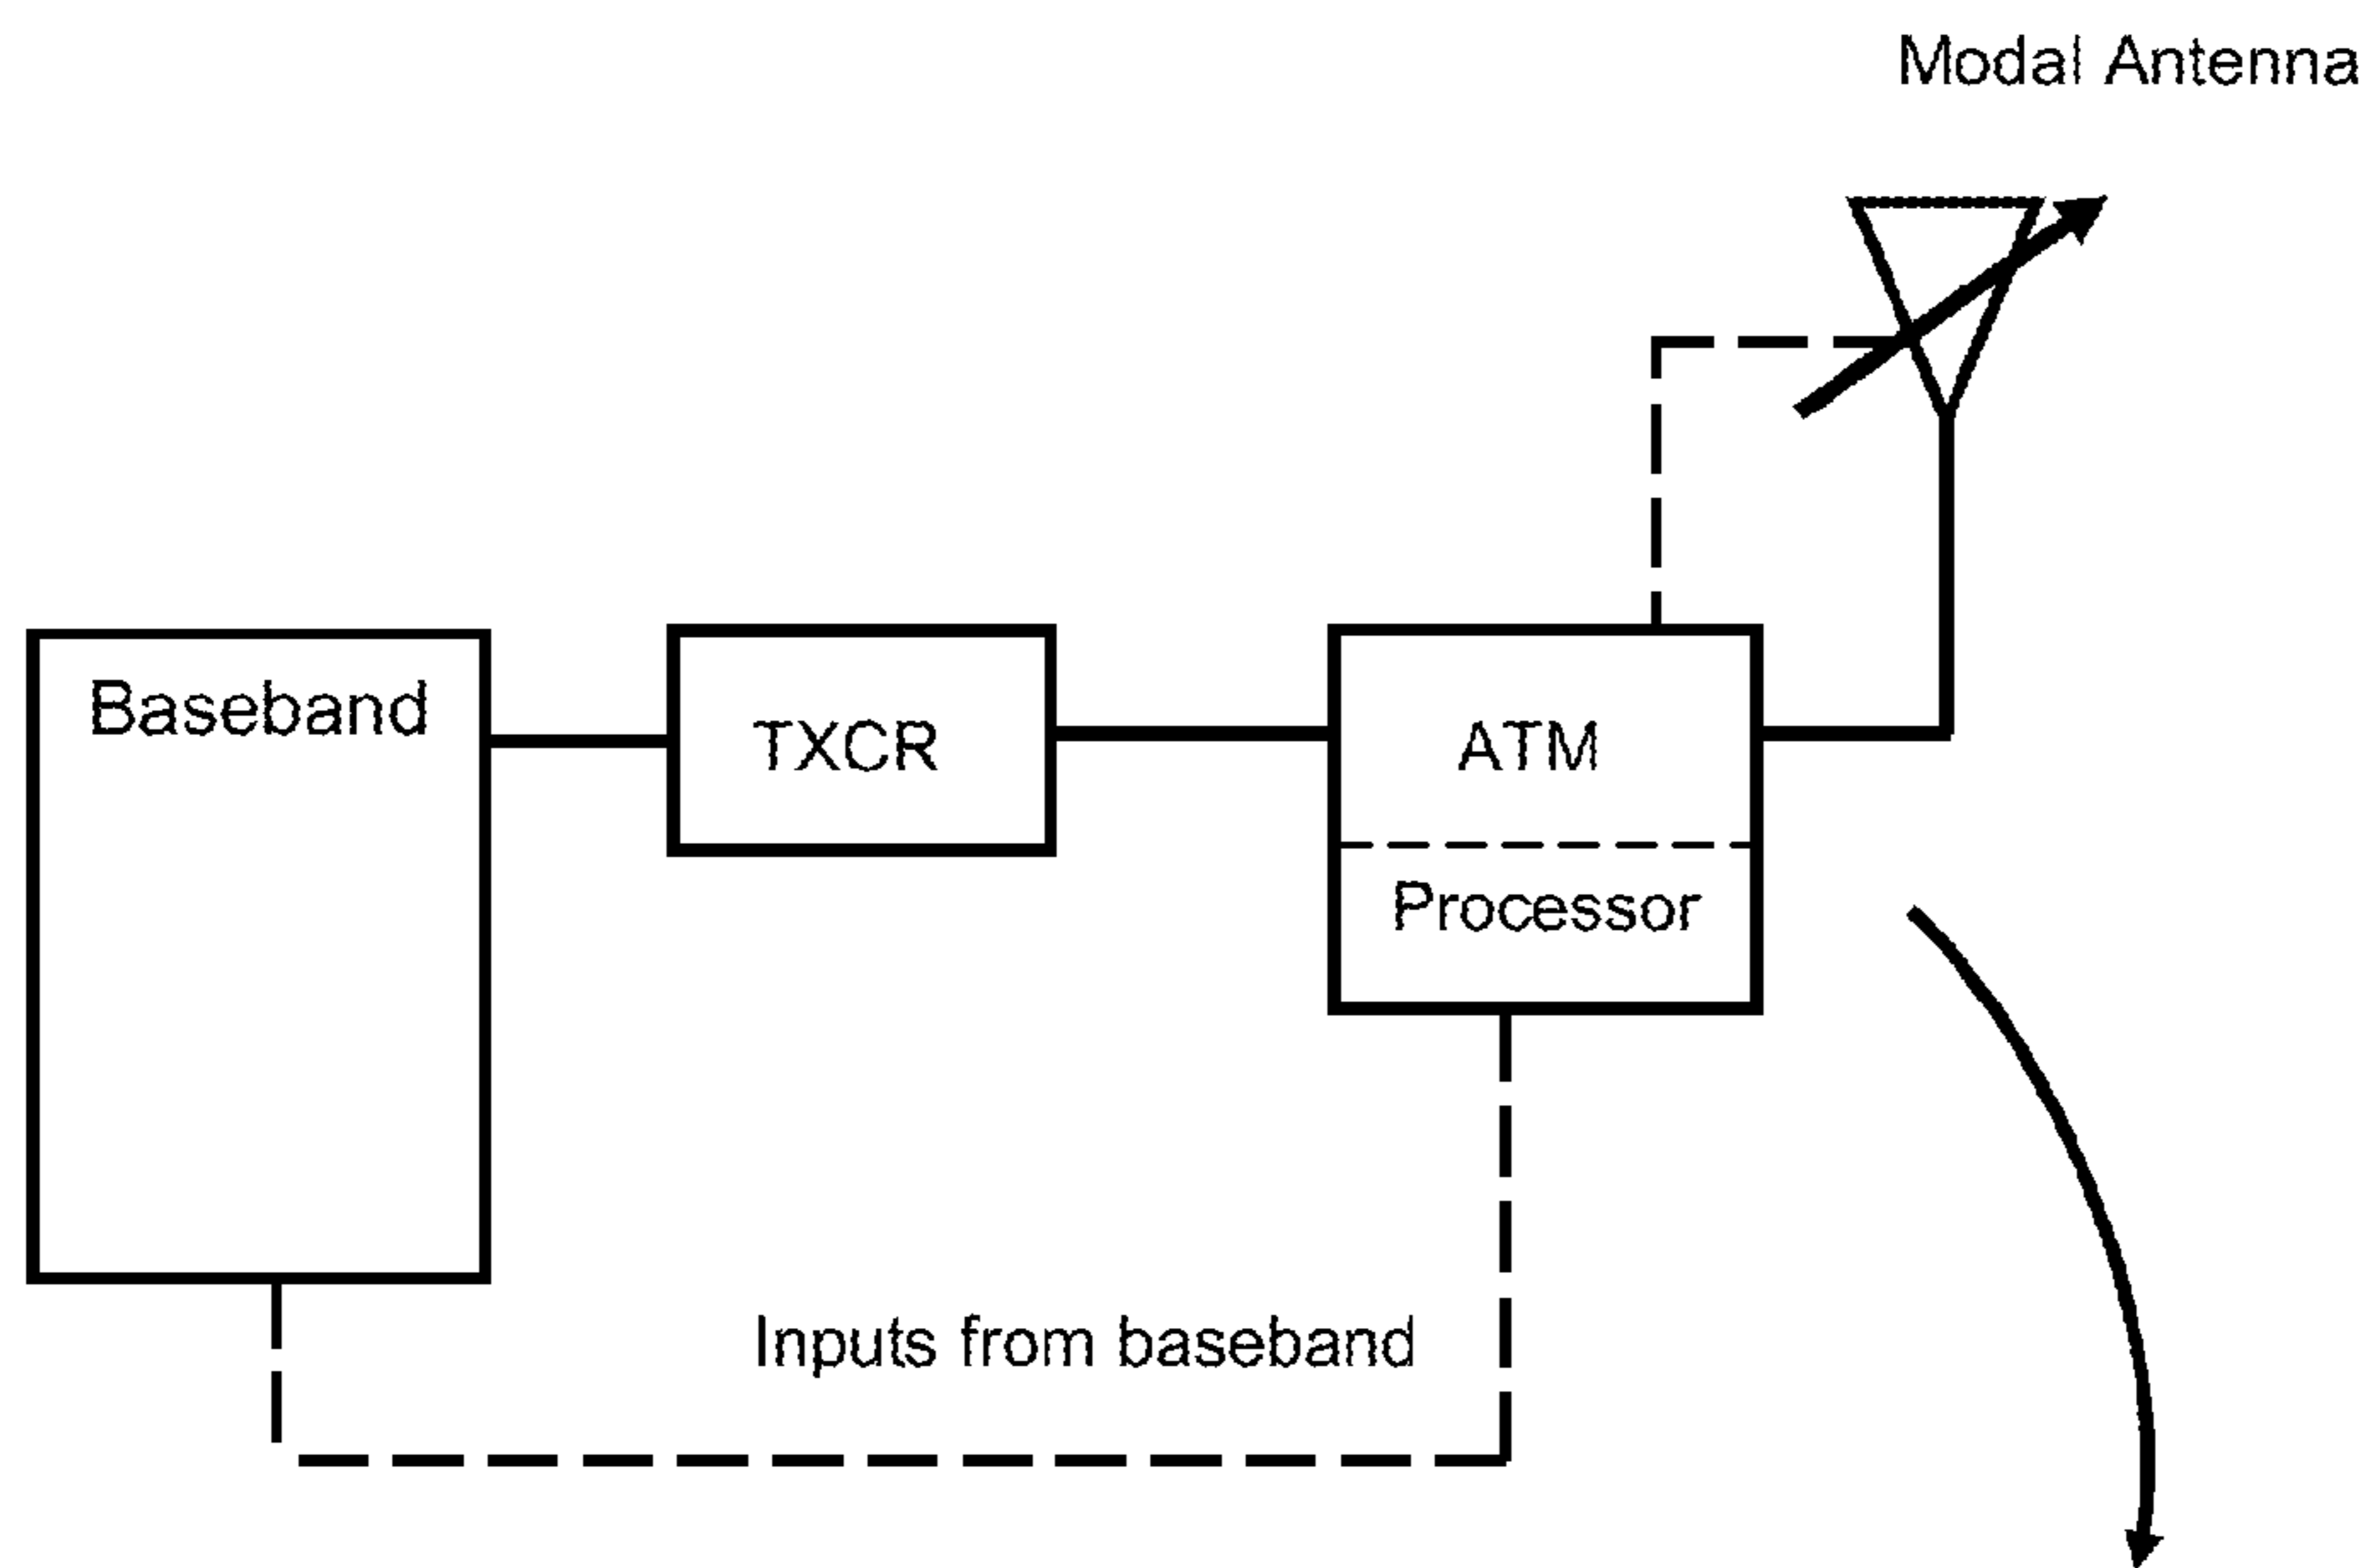 Modal Antenna
Baseband
TXCR
ATM
Processor
Inputs from baseband